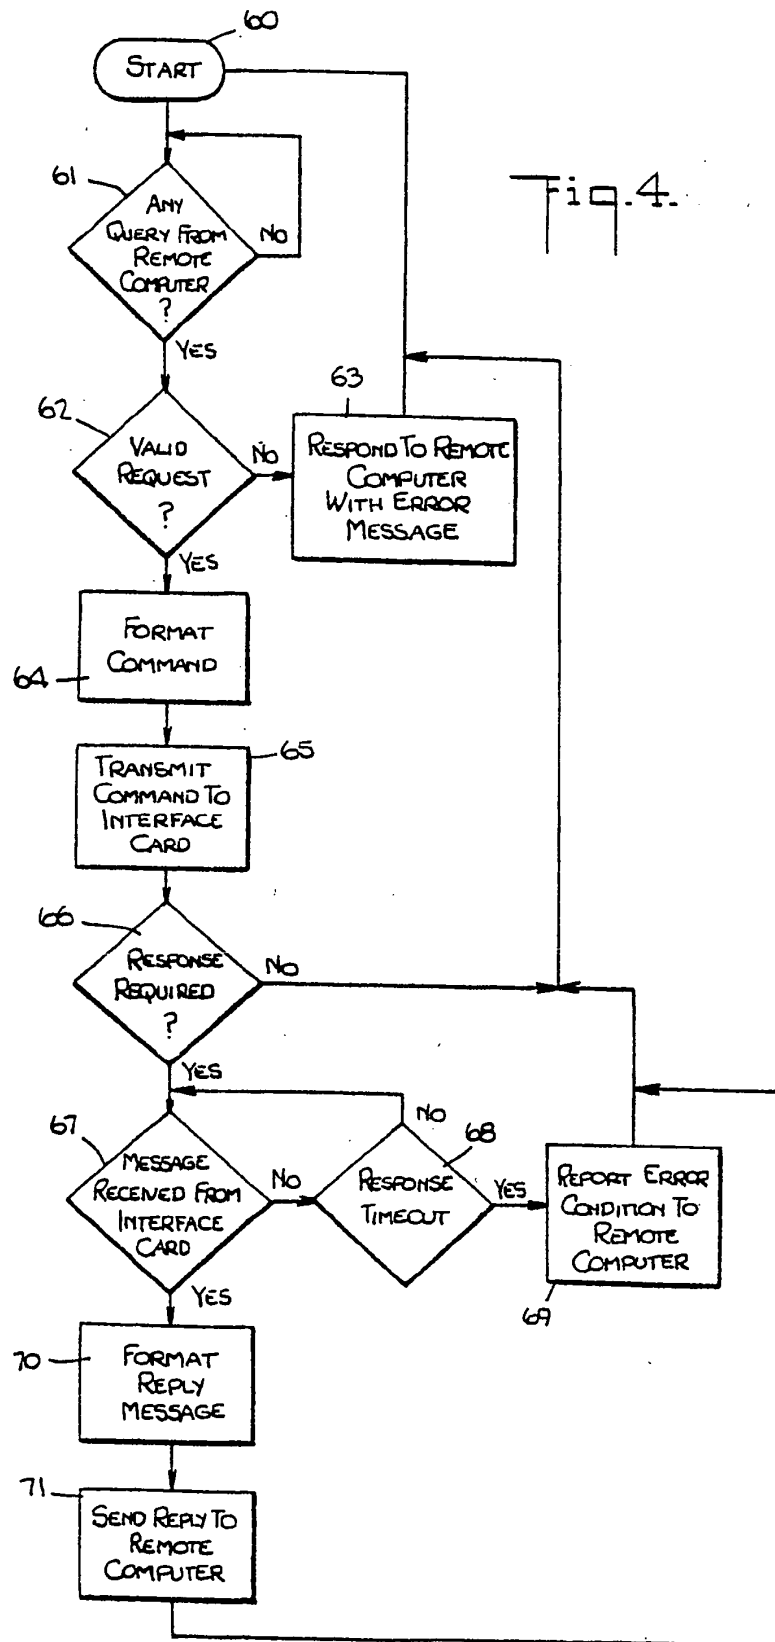 60
START
Fig. 4.
61
ANY
QUERY FROM
REMOTE
COMPUTER
?
NO
YES
62
VALID
REQUEST
?
NO
YES
63
RESPOND TO REMOTE
COMPUTER
WITH ERROR
MESSAGE
FORMAT
COMMAND
64
65
TRANSMIT
COMMAND TO
INTERFACE
CARD
66
RESPONSE
REQUIRED
?
NO
YES
67
MESSAGE
RECEIVED FROM
INTERFACE
CARD
NO
YES
68
RESPONSE
TIMEOUT
NO
YES
REPORT ERROR
CONDITION TO
REMOTE
COMPUTER
69
70
FORMAT
REPLY
MESSAGE
71
SEND REPLY TO
REMOTE
COMPUTER